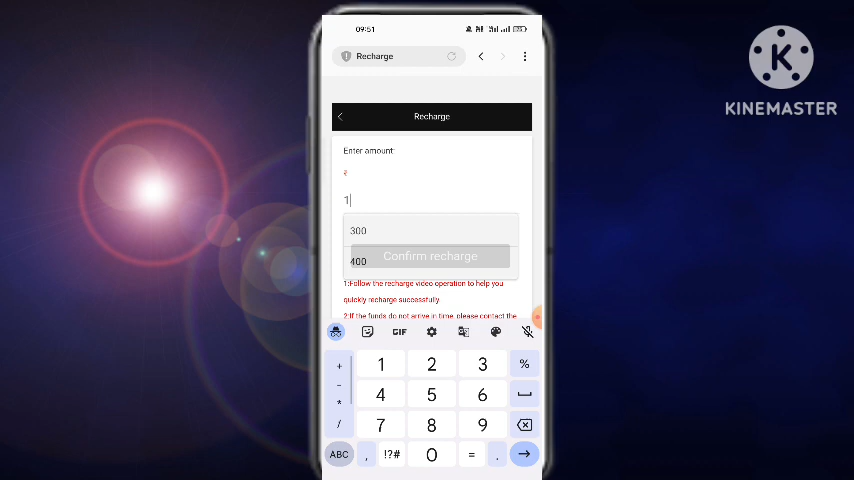 09:51
Recharge
KINEMASTER
Recharge
Enter amount:
₹
1
300
Confirm recharge
400
1:Follow the recharge video operation to help you
quickly recharge successfully
2:If the funds do not arrive in time, please contact the
GIF
+ 1 2 3 %
- 4 5 6
*
/ 7 8 9
ABC , !?# 0 = .